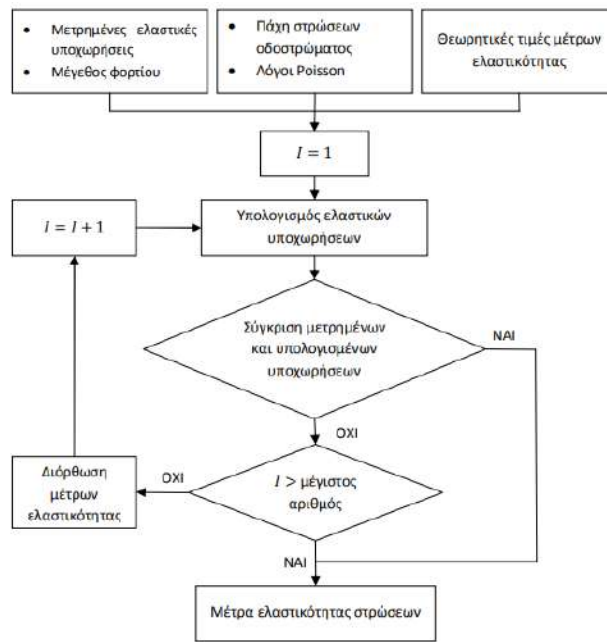 • Μετρημένες ελαστικές
υποχωρήσεις
• Μέγεθος φορτίου
• Πάχη στρώσεων
οδοστρώματος
• Λόγοι Poisson
Θεωρητικές τιμές μέτρων
ελαστικότητας
I = 1
I = I + 1
Υπολογισμός ελαστικών
υποχωρήσεων
Σύγκριση μετρημένων
και υπολογισμένων
υποχωρήσεων
ΝΑΙ
ΟΧΙ
Διόρθωση
μέτρων
ελαστικότητας
ΟΧΙ
I > μέγιστος
αριθμός
ΝΑΙ
Μέτρα ελαστικότητας στρώσεων